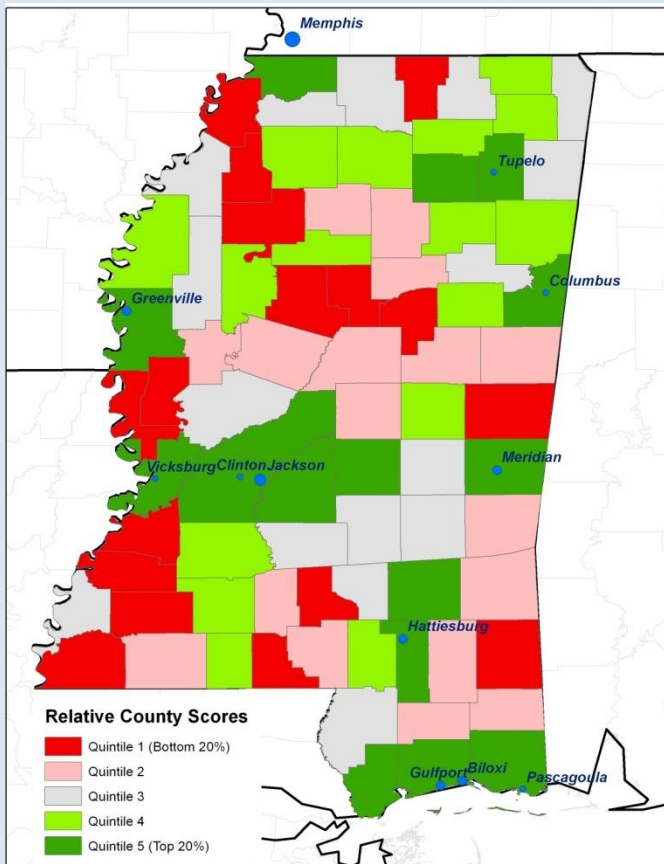 Memphis
Tupelo
Columbus
Greenville
Vicksburg
Clinton
Jackson
Meridian
Hattiesburg
Relative County Scores
Quintile 1 (Bottom 20%)
Quintile 2
Quintile 3
Quintile 4
Quintile 5 (Top 20%)
Gulfport
Biloxi
Pascagoula